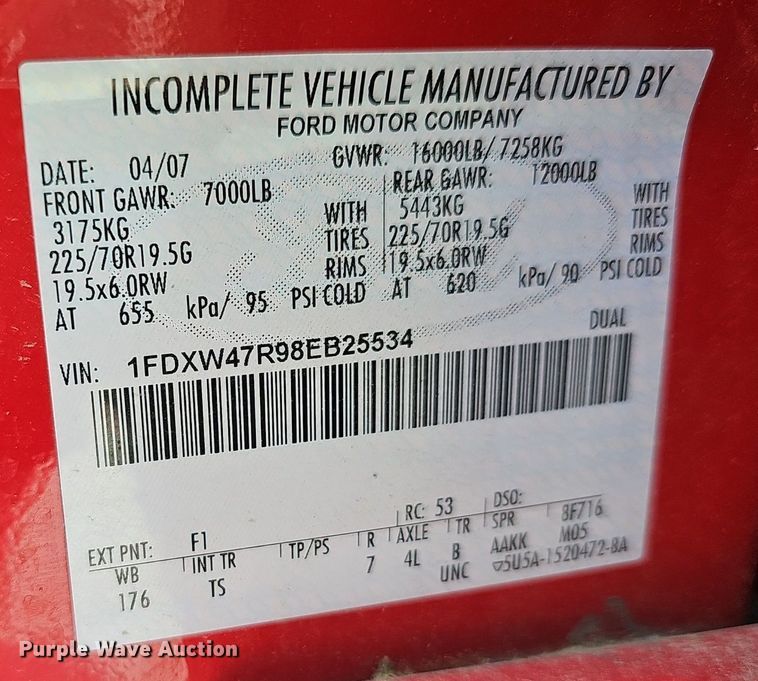 INCOMPLETE VEHICLE MANUFACTURED BY
FORD MOTOR COMPANY
DATE: 04/07 GVWR: 16000LB/ 7258KG
FRONT GAWR: 7000LB REAR GAWR: 12000LB
3175KG WITH 5443KG WITH
225/70R19.5G TIRES 225/70R19.5G TIRES
19.5x6.0RW RIMS 19.5x6.0RW RIMS
AT 655 kPa/ 95 PSI COLD AT 620 kPa/ 90 PSI COLD
VIN: 1FDXW47R98EB25534 DUAL
EXT PNT: F1 RC: 53 DSO:
WB INT TR TP/PS R AXLE TR SPR 8F716
176 TS 7 4L B AAKK M05
UNC 5U5A-1520472-BA
Purple Wave Auction